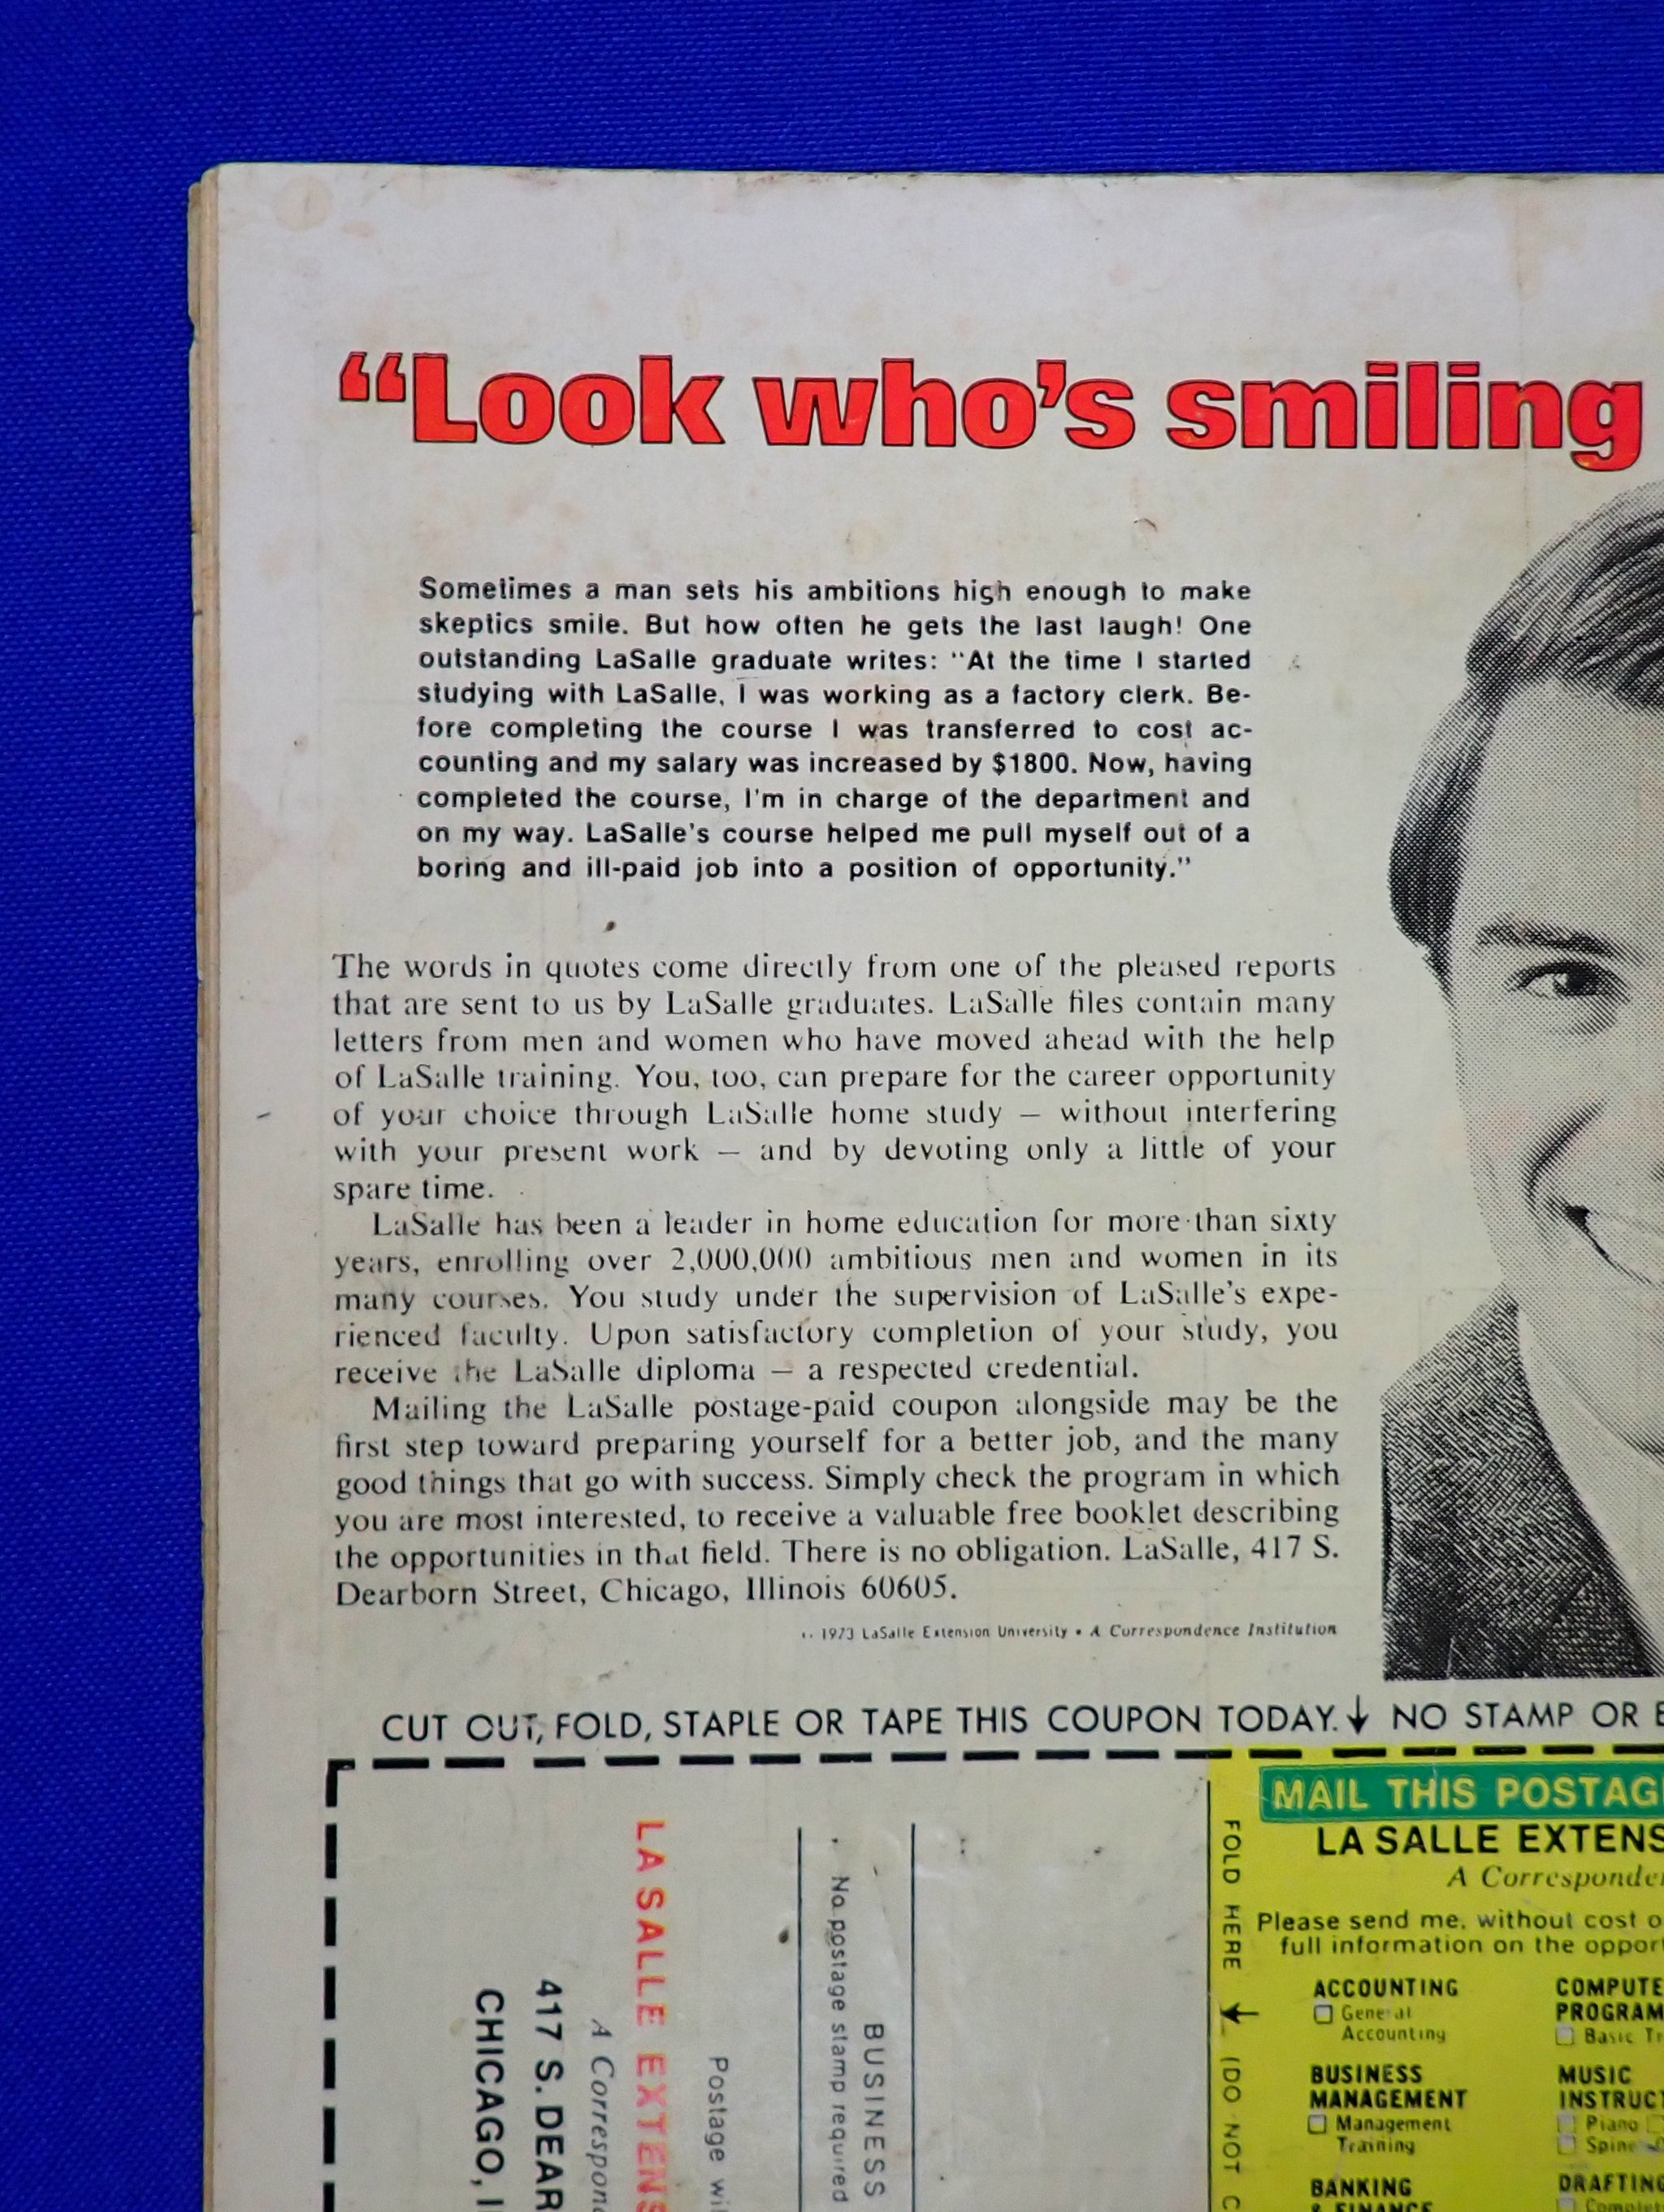 “Look who’s smiling
Sometimes a man sets his ambitions high enough to make
skeptics smile. But how often he gets the last laugh! One
outstanding LaSalle graduate writes: “At the time I started
studying with LaSalle, I was working as a factory clerk. Be-
fore completing the course I was transferred to cost ac-
counting and my salary was increased by $1800. Now, having
completed the course, I’m in charge of the department and
on my way. LaSalle’s course helped me pull myself out of a
boring and ill-paid job into a position of opportunity.”
The words in quotes come directly from one of the pleased reports
that are sent to us by LaSalle graduates. LaSalle files contain many
letters from men and women who have moved ahead with the help
of LaSalle training. You, too, can prepare for the career opportunity
of your choice through LaSalle home study — without interfering
with your present work — and by devoting only a little of your
spare time.
LaSalle has been a leader in home education for more than sixty
years, enrolling over 2,000,000 ambitious men and women in its
many courses. You study under the supervision of LaSalle’s expe-
rienced faculty. Upon satisfactory completion of your study, you
receive the LaSalle diploma — a respected credential.
Mailing the LaSalle postage-paid coupon alongside may be the
first step toward preparing yourself for a better job, and the many
good things that go with success. Simply check the program in which
you are most interested, to receive a valuable free booklet describing
the opportunities in that field. There is no obligation. LaSalle, 417 S.
Dearborn Street, Chicago, Illinois 60605.
1973 LaSalle Extension University • A Correspondence Institution
CUT OUT, FOLD, STAPLE OR TAPE THIS COUPON TODAY. ↓ NO STAMP OR
BUSINESS
No postage stamp required
Postage
LA SALLE EXTENS
A Correspon
417 S. DEAR
CHICAGO,
FOLD HERE ← (DO NOT
MAIL THIS POSTAG
LA SALLE EXTENS
A Corresponde
Please send me, without cost o
full information on the oppor
ACCOUNTING
General
Accounting
BUSINESS
MANAGEMENT
Management
Training
BANKING
& FINANCE
COMPUTE
PROGRAM
Basic Tr
MUSIC
INSTRUCT
Piano
DRAFTING